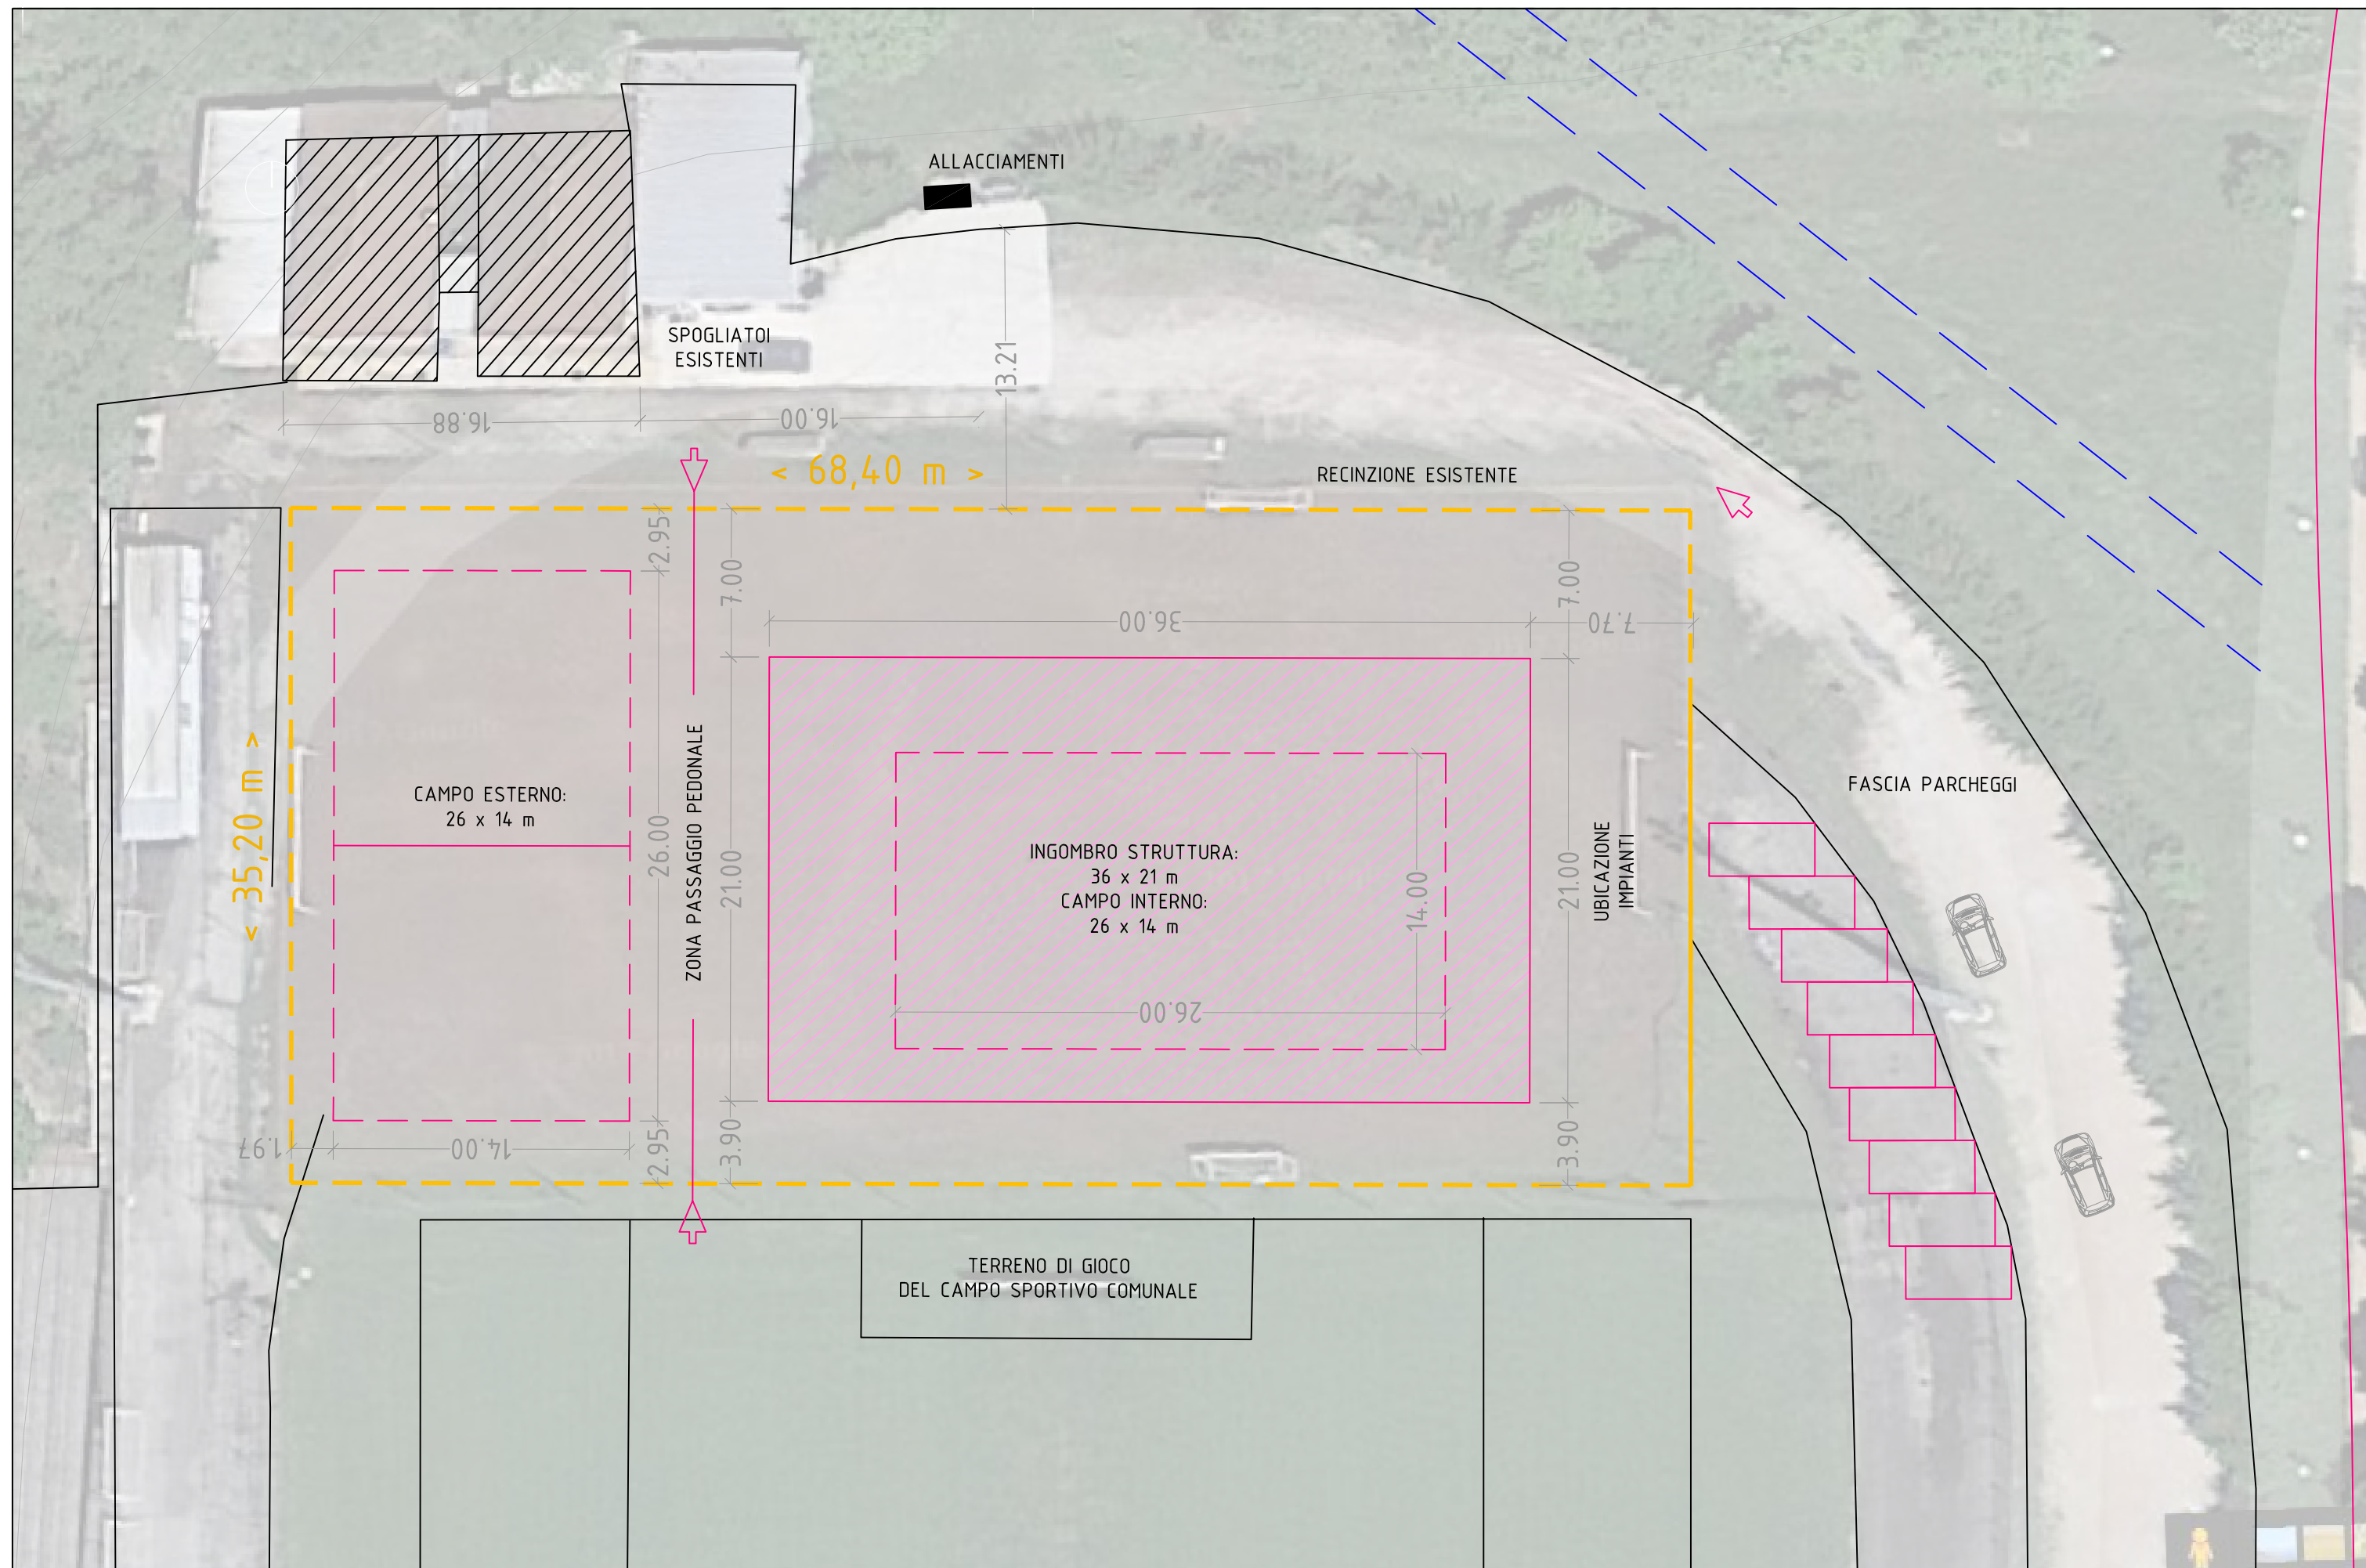 ALLACCIAMENTI
SPOGLIATOI
ESISTENTI
13.21
16.88
16.00
< 68,40 m >
RECINZIONE ESISTENTE
2.95
7.00
7.00
36.00
7.70
< 35,20 m >
CAMPO ESTERNO:
26 x 14 m
26.00
ZONA PASSAGGIO PEDONALE
21.00
INGOMBRO STRUTTURA:
36 x 21 m
CAMPO INTERNO:
26 x 14 m
14.00
26.00
21.00
UBICAZIONE
IMPIANTI
FASCIA PARCHEGGI
1.97
14.00
2.95
3.90
3.90
TERRENO DI GIOCO
DEL CAMPO SPORTIVO COMUNALE